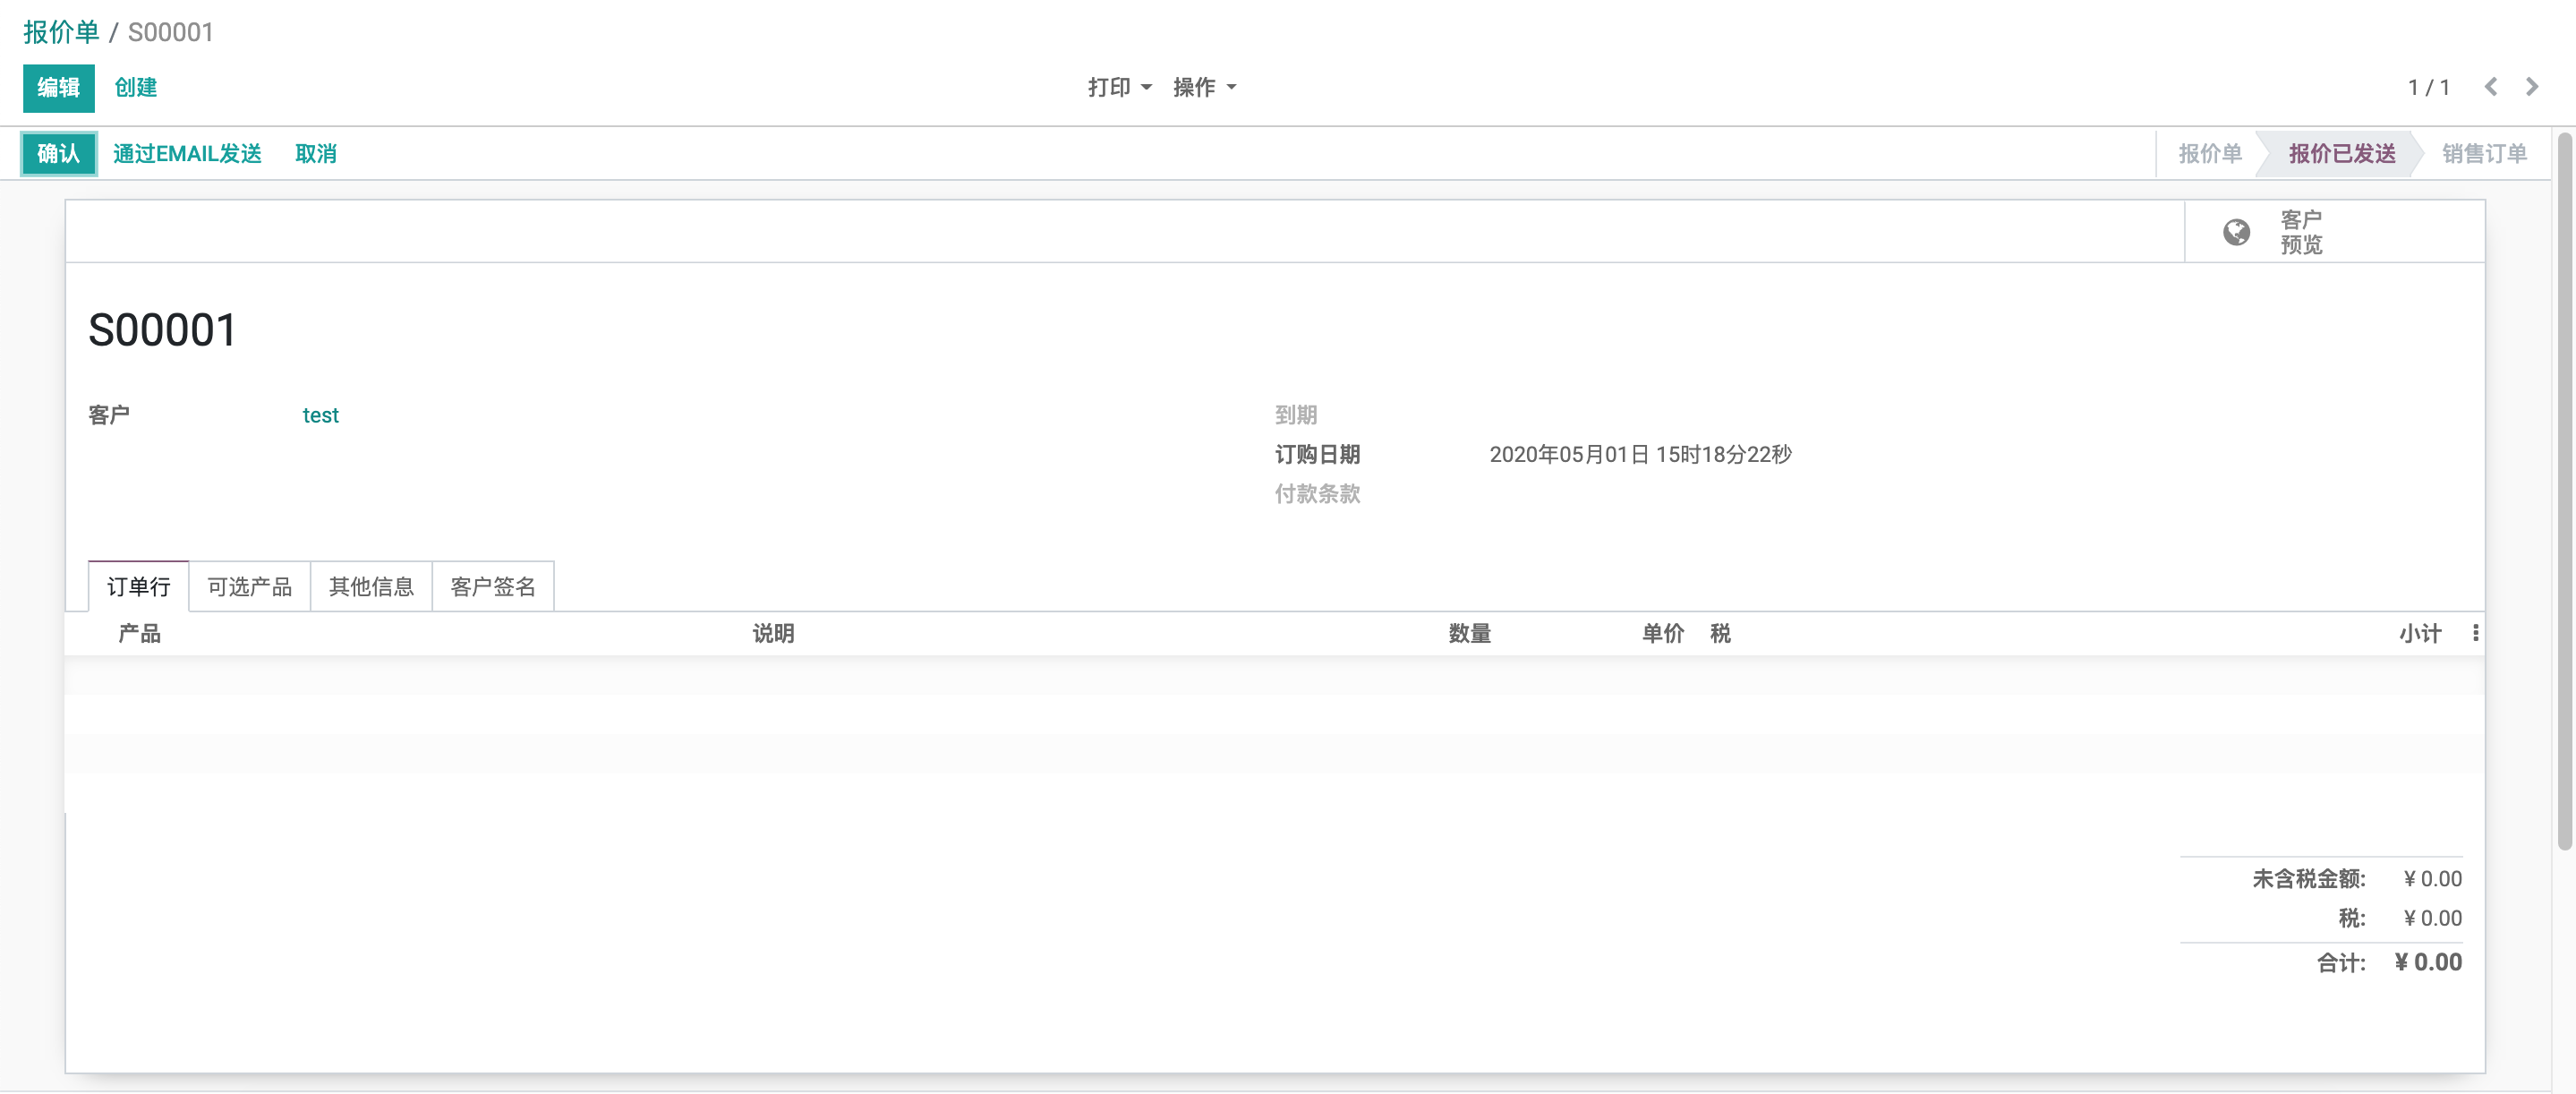 报价单 / S00001
编辑 创建 打印 操作 1 / 1
确认 通过EMAIL发送 取消 报价单 报价已发送 销售订单
客户
预览
S00001
客户 test 到期
订购日期 2020年05月01日 15时18分22秒
付款条款
订单行 可选产品 其他信息 客户签名
产品 说明 数量 单价 税 小计
未含税金额: ¥ 0.00
税: ¥ 0.00
合计: ¥ 0.00